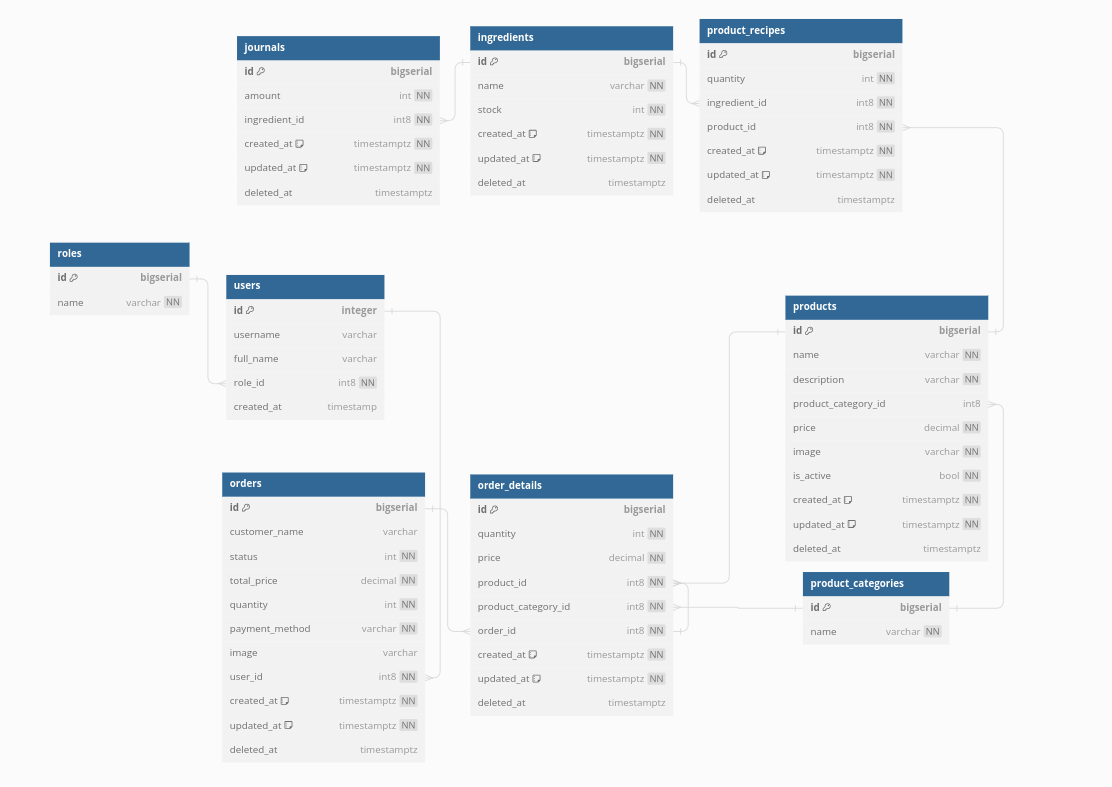 journals
id bigserial
amount int NN
ingredient_id int8 NN
created_at timestamptz NN
updated_at timestamptz NN
deleted_at timestamptz
ingredients
id bigserial
name varchar NN
stock int NN
created_at timestamptz NN
updated_at timestamptz NN
deleted_at timestamptz
product_recipes
id bigserial
quantity int NN
ingredient_id int8 NN
product_id int8 NN
created_at timestamptz NN
updated_at timestamptz NN
deleted_at timestamptz
roles
id bigserial
name varchar NN
users
id integer
username varchar
full_name varchar
role_id int8 NN
created_at timestamp
products
id bigserial
name varchar NN
description varchar NN
product_category_id int8
price decimal NN
image varchar NN
is_active bool NN
created_at timestamptz NN
updated_at timestamptz NN
deleted_at timestamptz
orders
id bigserial
customer_name varchar
status int NN
total_price decimal NN
quantity int NN
payment_method varchar NN
image varchar
user_id int8 NN
created_at timestamptz NN
updated_at timestamptz NN
deleted_at timestamptz
order_details
id bigserial
quantity int NN
price decimal NN
product_id int8 NN
product_category_id int8 NN
order_id int8 NN
created_at timestamptz NN
updated_at timestamptz NN
deleted_at timestamptz
product_categories
id bigserial
name varchar NN